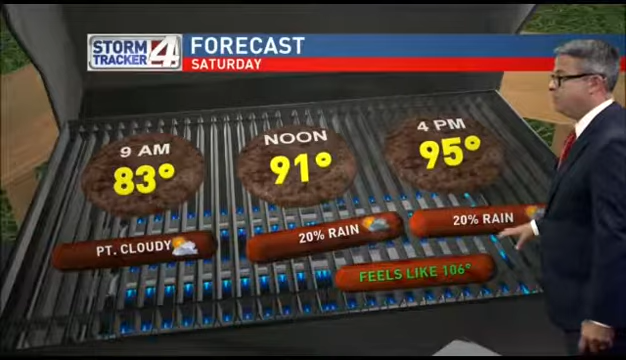 STORM
TRACKER 4
FORECAST
SATURDAY
9 AM
83°
NOON
91°
4 PM
95°
PT. CLOUDY
20% RAIN
20% RAIN
FEELS LIKE 106°